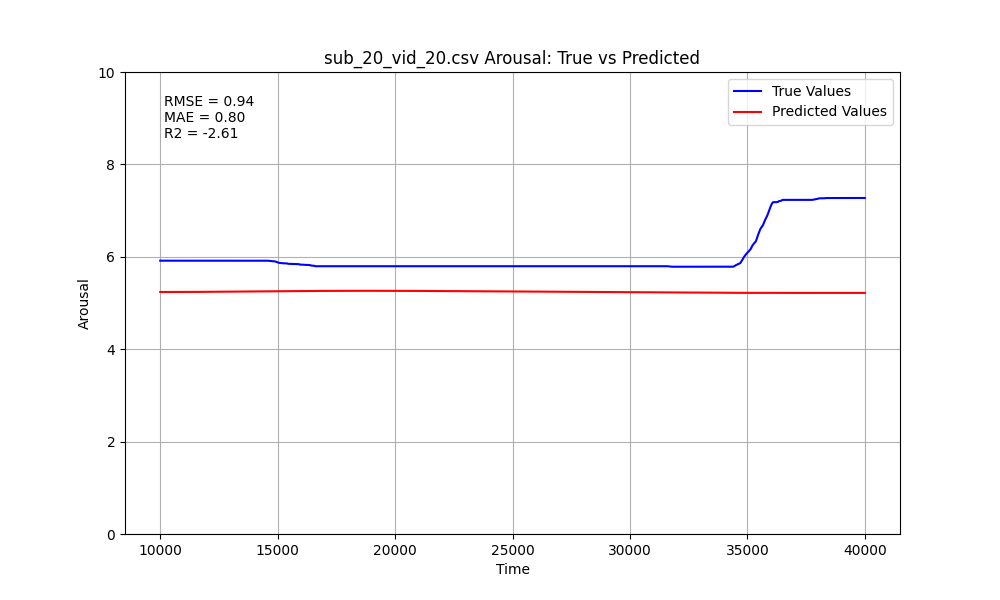 sub_20_vid_20.csv Arousal: True vs Predicted
RMSE = 0.94
MAE = 0.80
R2 = -2.61
True Values
Predicted Values
10
8
6
4
2
0
Arousal
10000 15000 20000 25000 30000 35000 40000
Time